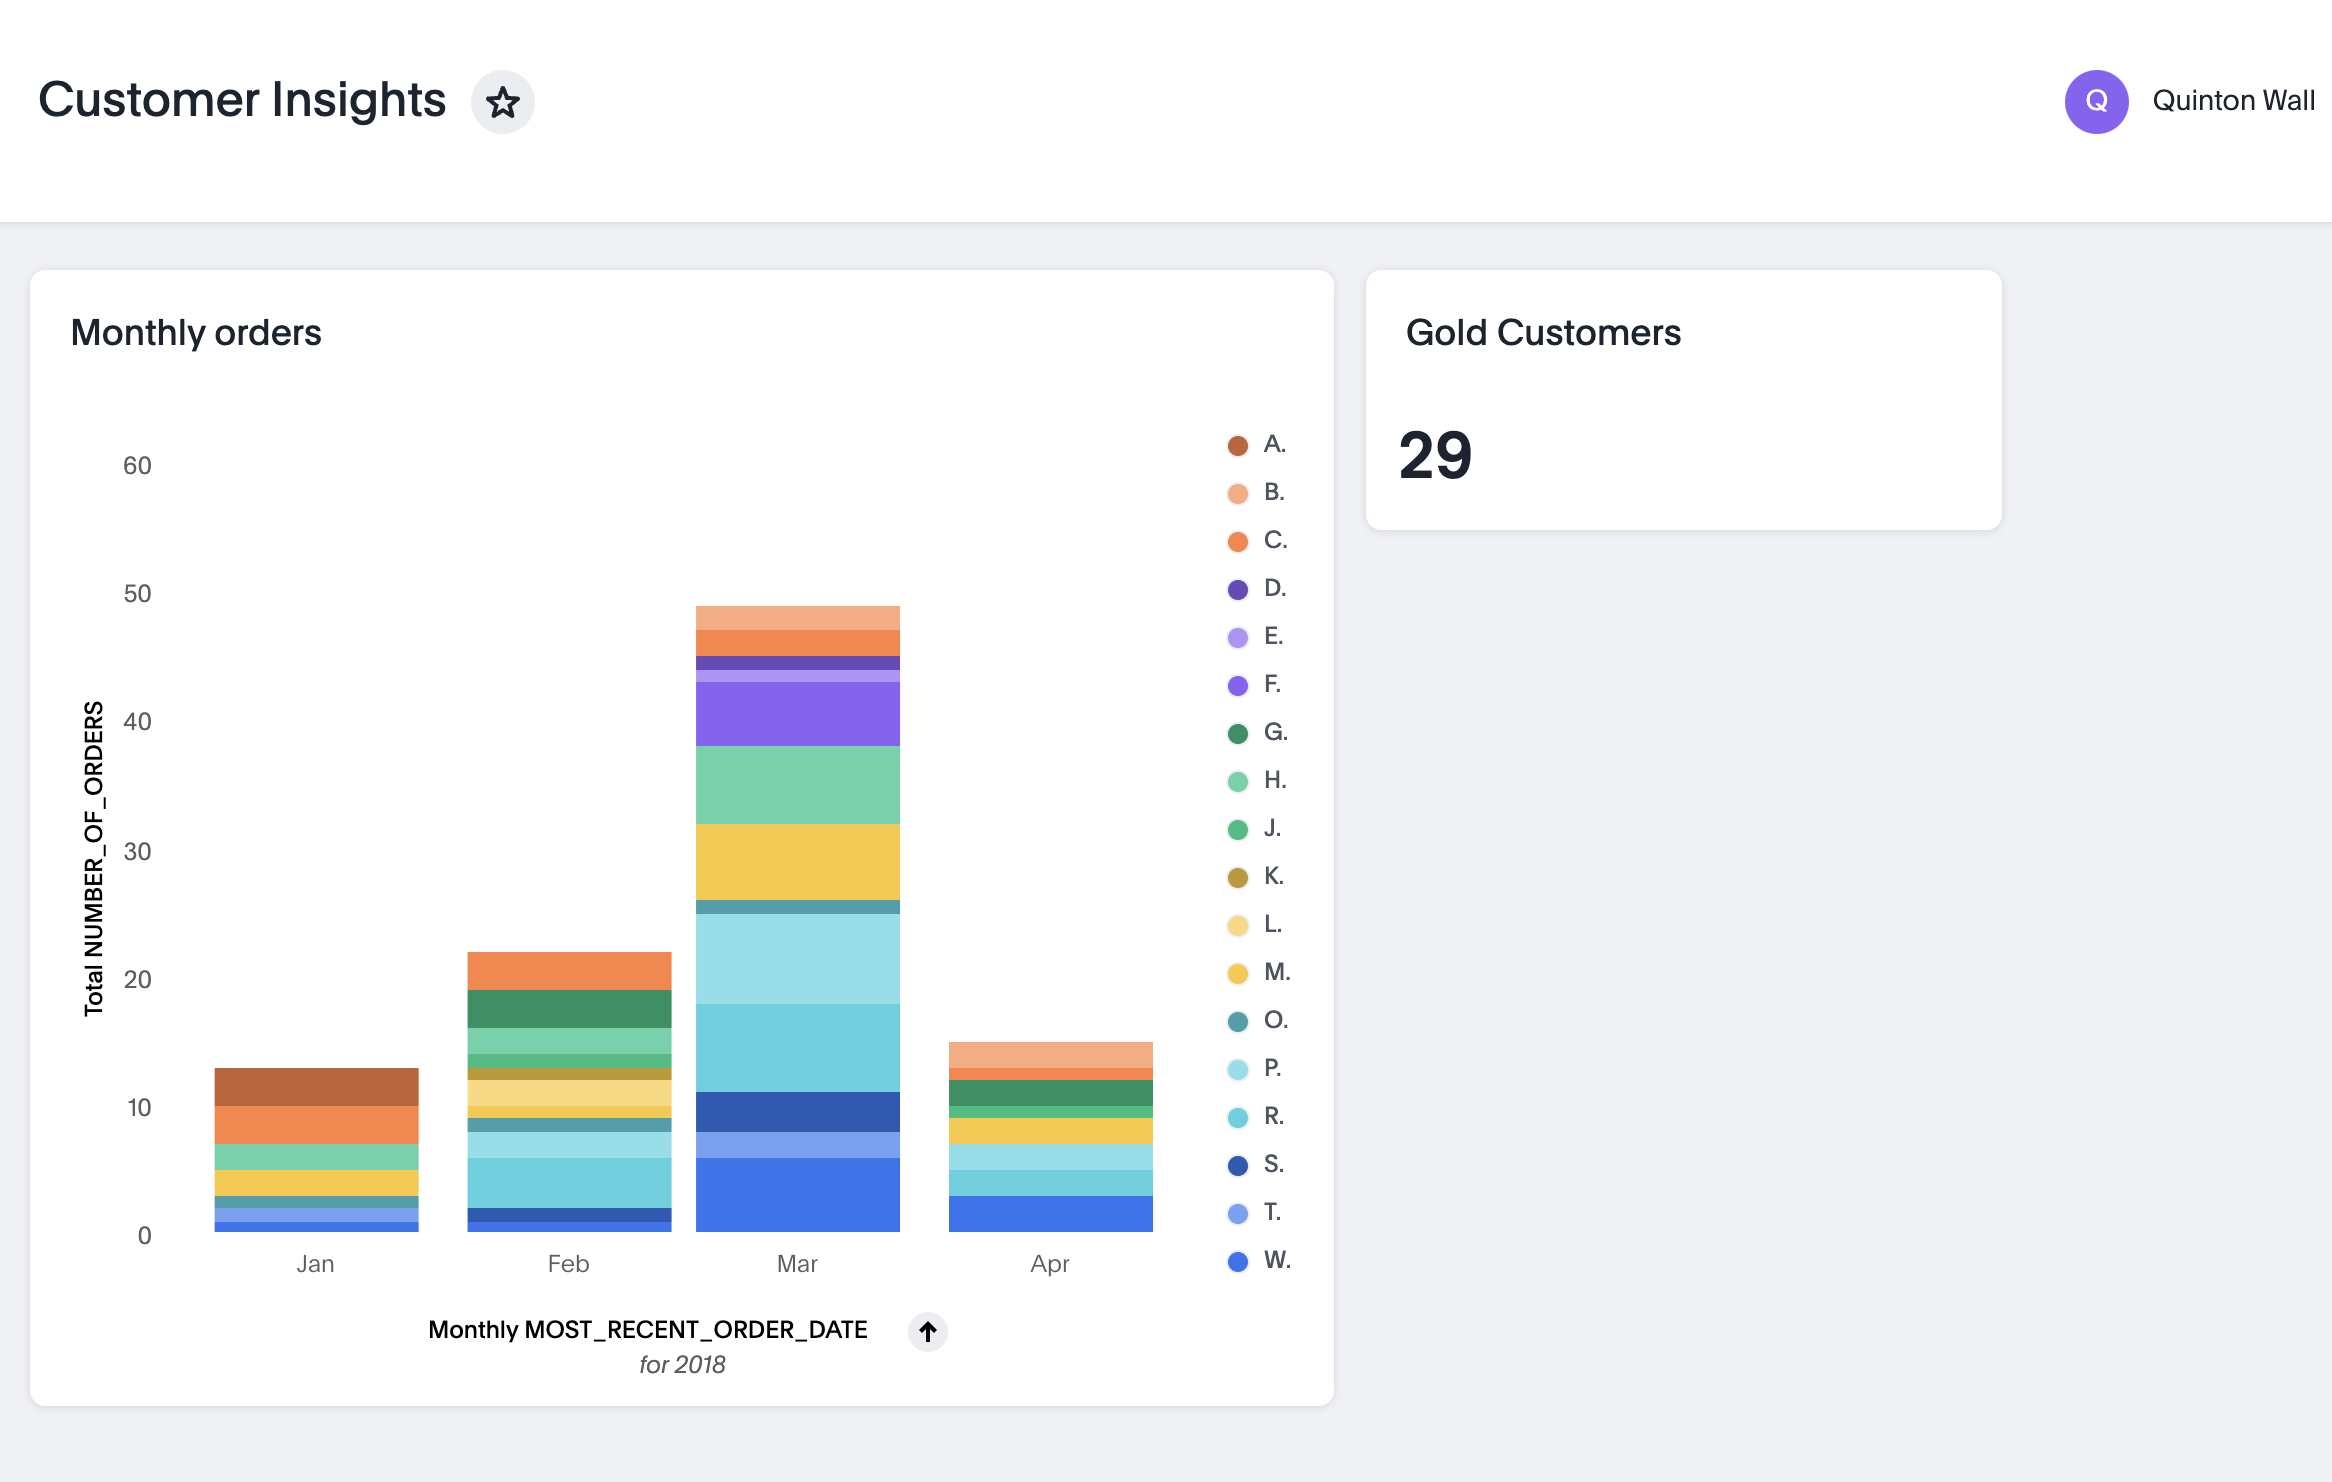 Customer Insights
Q
Quinton Wall
Monthly orders
Total NUMBER_OF_ORDERS
60
50
40
30
20
10
0
Jan
Feb
Mar
Apr
Monthly MOST_RECENT_ORDER_DATE
for 2018
A.
B.
C.
D.
E.
F.
G.
H.
J.
K.
L.
M.
O.
P.
R.
S.
T.
W.
Gold Customers
29